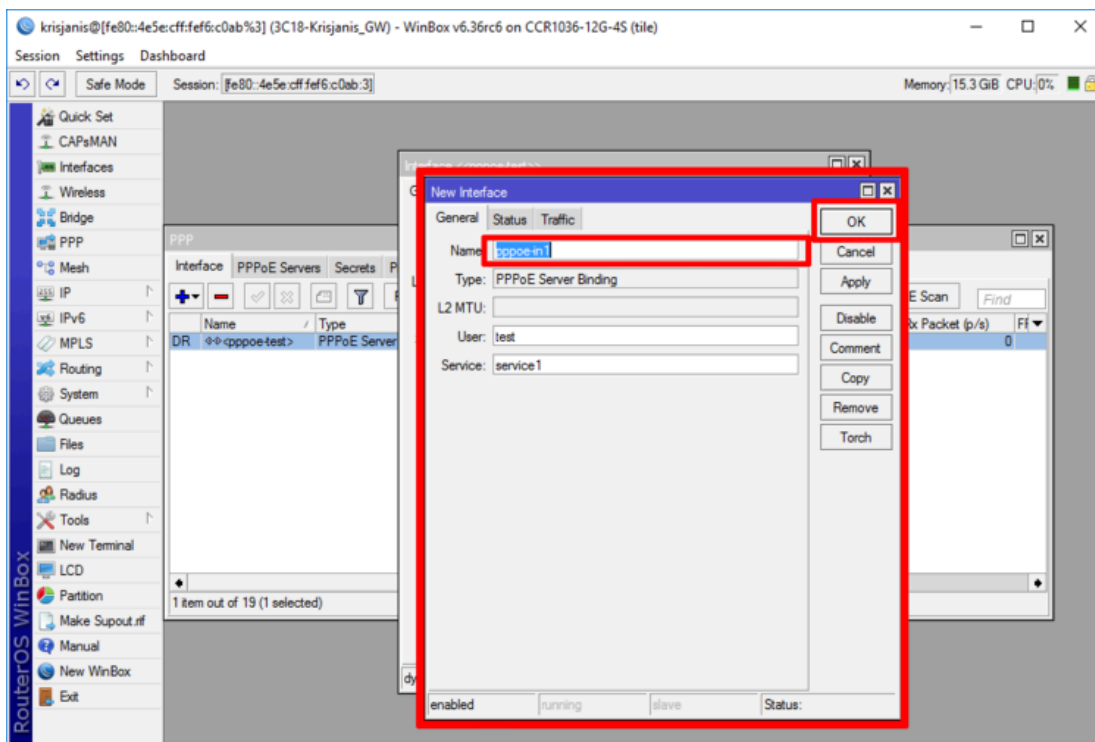 krisjanis@[fe80::4e5e:cff:fef6:c0ab%3] (3C18-Krisjanis_GW) - WinBox v6.36rc6 on CCR1036-12G-4S (tile)
Session Settings Dashboard
Safe Mode Session: [fe80::4e5e:cff:fef6:c0ab:3] Memory: 15.3 GiB CPU: 0%
Quick Set
CAPsMAN
Interfaces
Wireless
Bridge
PPP
Mesh
IP
IPv6
MPLS
Routing
System
Queues
Files
Log
Radius
Tools
New Terminal
LCD
Partition
Make Supout.rif
Manual
New WinBox
Exit
RouterOS WinBox
PPP
Interface PPPoE Servers Secrets
Name Type
DR <pppoe-test> PPPoE Server
1 item out of 19 (1 selected)
Interface <<pppoe-test>>
E Scan Find
Rx Packet (p/s)
0
New Interface
General Status Traffic
Name: pppoe-in1
Type: PPPoE Server Binding
L2 MTU:
User: test
Service: service1
OK
Cancel
Apply
Disable
Comment
Copy
Remove
Torch
enabled running slave Status: